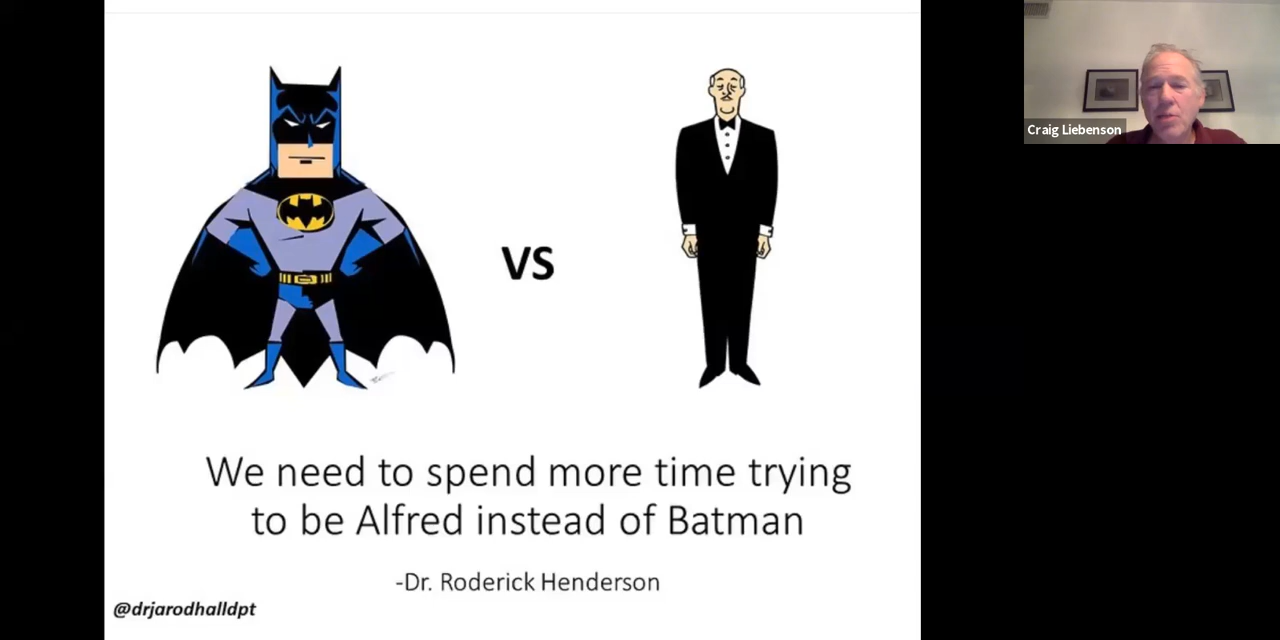 Craig Liebenson
VS
We need to spend more time trying
to be Alfred instead of Batman
-Dr. Roderick Henderson
@drjarodhalldpt